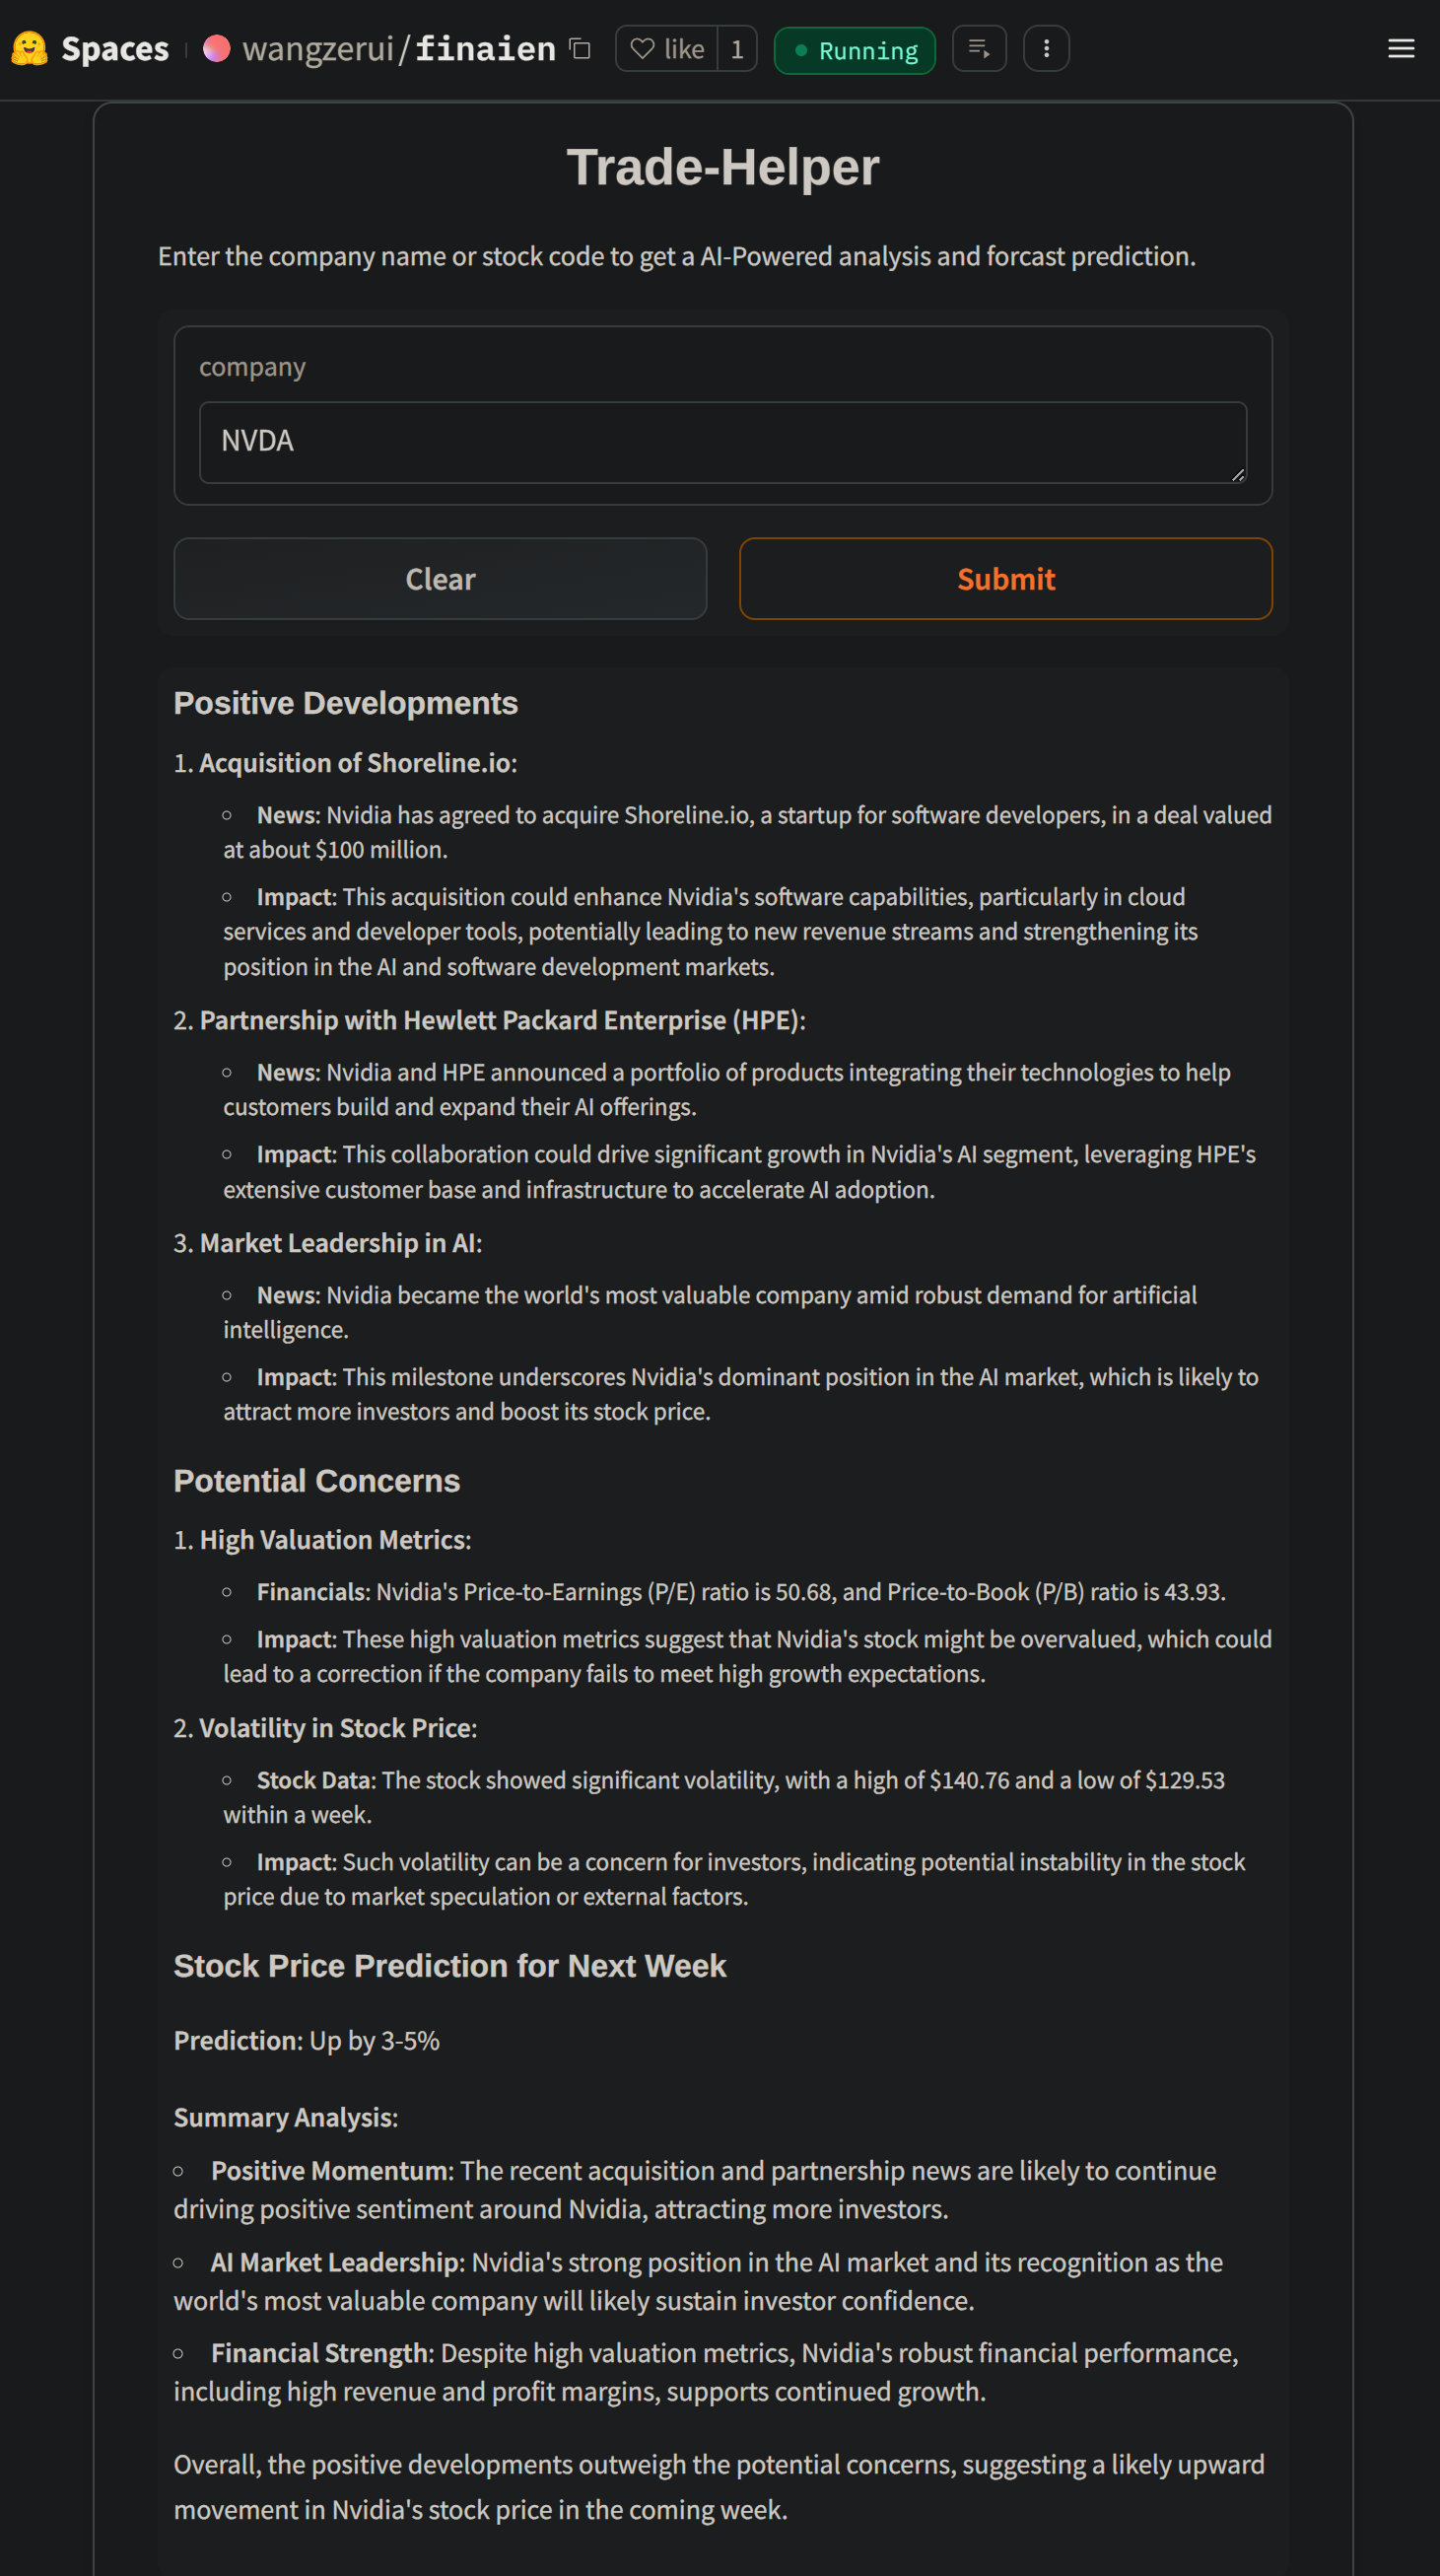 Spaces wangzerui/finaien like 1 Running
Trade-Helper
Enter the company name or stock code to get a AI-Powered analysis and forcast prediction.
company
NVDA
Clear Submit
Positive Developments
1. Acquisition of Shoreline.io:
News: Nvidia has agreed to acquire Shoreline.io, a startup for software developers, in a deal valued
at about $100 million.
Impact: This acquisition could enhance Nvidia's software capabilities, particularly in cloud
services and developer tools, potentially leading to new revenue streams and strengthening its
position in the AI and software development markets.
2. Partnership with Hewlett Packard Enterprise (HPE):
News: Nvidia and HPE announced a portfolio of products integrating their technologies to help
customers build and expand their AI offerings.
Impact: This collaboration could drive significant growth in Nvidia's AI segment, leveraging HPE's
extensive customer base and infrastructure to accelerate AI adoption.
3. Market Leadership in AI:
News: Nvidia became the world's most valuable company amid robust demand for artificial
intelligence.
Impact: This milestone underscores Nvidia's dominant position in the AI market, which is likely to
attract more investors and boost its stock price.
Potential Concerns
1. High Valuation Metrics:
Financials: Nvidia's Price-to-Earnings (P/E) ratio is 50.68, and Price-to-Book (P/B) ratio is 43.93.
Impact: These high valuation metrics suggest that Nvidia's stock might be overvalued, which could
lead to a correction if the company fails to meet high growth expectations.
2. Volatility in Stock Price:
Stock Data: The stock showed significant volatility, with a high of $140.76 and a low of $129.53
within a week.
Impact: Such volatility can be a concern for investors, indicating potential instability in the stock
price due to market speculation or external factors.
Stock Price Prediction for Next Week
Prediction: Up by 3-5%
Summary Analysis:
Positive Momentum: The recent acquisition and partnership news are likely to continue
driving positive sentiment around Nvidia, attracting more investors.
AI Market Leadership: Nvidia's strong position in the AI market and its recognition as the
world's most valuable company will likely sustain investor confidence.
Financial Strength: Despite high valuation metrics, Nvidia's robust financial performance,
including high revenue and profit margins, supports continued growth.
Overall, the positive developments outweigh the potential concerns, suggesting a likely upward
movement in Nvidia's stock price in the coming week.